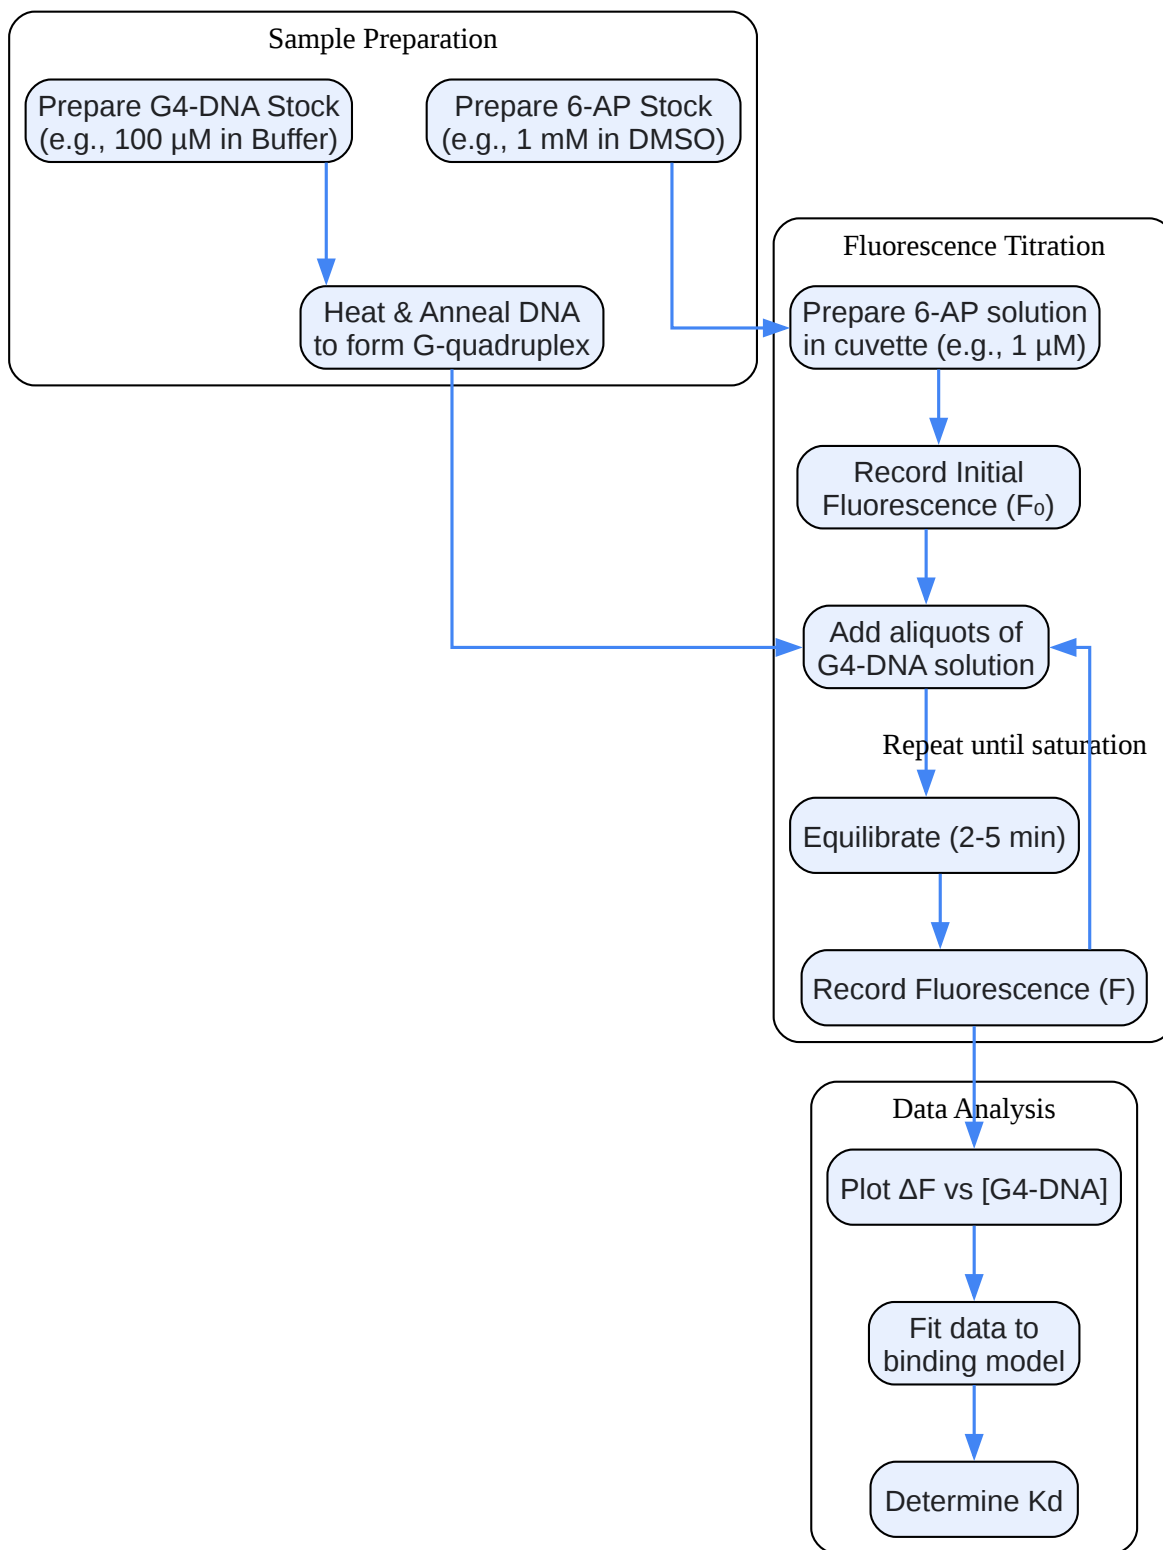 Sample Preparation
Prepare G4-DNA Stock
(e.g., 100 µM in Buffer)
Prepare 6-AP Stock
(e.g., 1 mM in DMSO)
Heat & Anneal DNA
to form G-quadruplex
Fluorescence Titration
Prepare 6-AP solution
in cuvette (e.g., 1 µM)
Record Initial
Fluorescence (F₀)
Add aliquots of
G4-DNA solution
Repeat until saturation
Equilibrate (2-5 min)
Record Fluorescence (F)
Data Analysis
Plot ΔF vs [G4-DNA]
Fit data to
binding model
Determine Kd